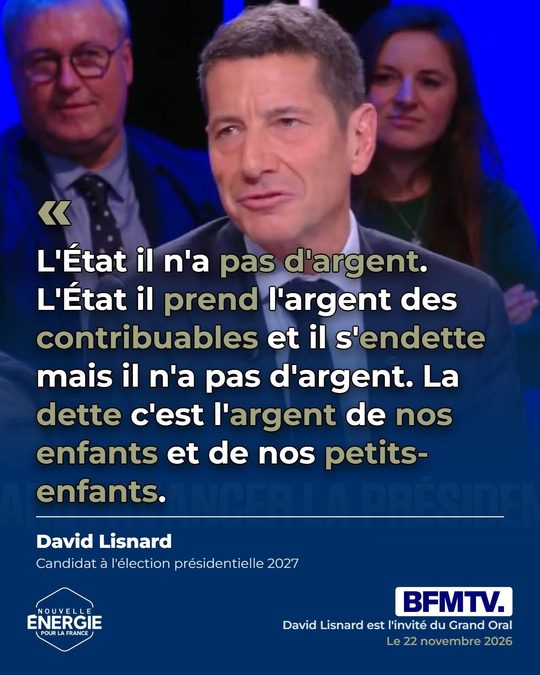 «
L'État il n'a pas d'argent.
L'État il prend l'argent des
contribuables et il s'endette
mais il n'a pas d'argent. La
dette c'est l'argent de nos
enfants et de nos petits-
enfants.
David Lisnard
Candidat à l'élection présidentielle 2027
NOUVELLE
ÉNERGIE
POUR LA FRANCE
BFMTV.
David Lisnard est l'invité du Grand Oral
Le 22 novembre 2026